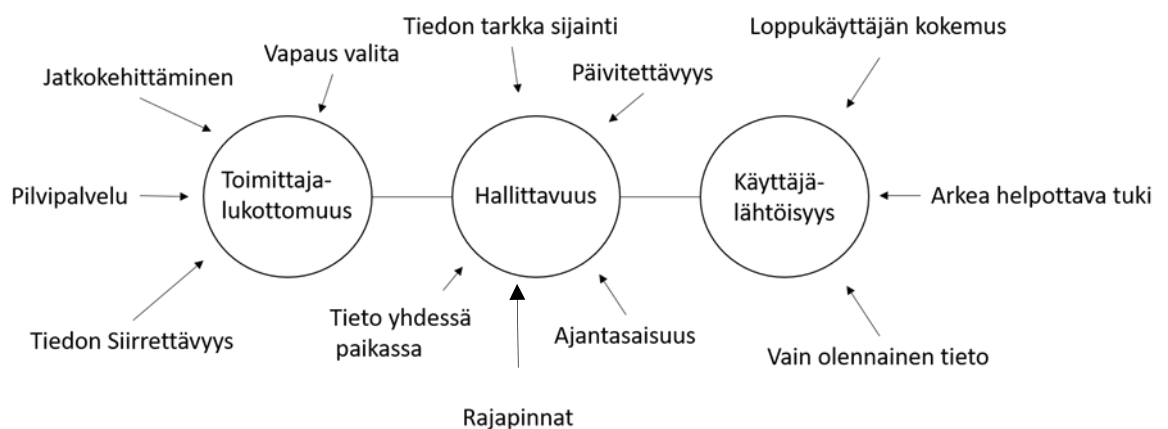 Tiedon tarkka sijainti
Loppukäyttäjän kokemus
Vapaus valita
Jatkokehittäminen
Päivitettävyys
Toimittaja-
lukottomuus
Hallittavuus
Käyttäjä-
lähtöisyys
Pilvipalvelu
Arkea helpottava tuki
Tieto yhdessä
paikassa
Tiedon Siirrettävyys
Ajantasaisuus
Vain olennainen tieto
Rajapinnat